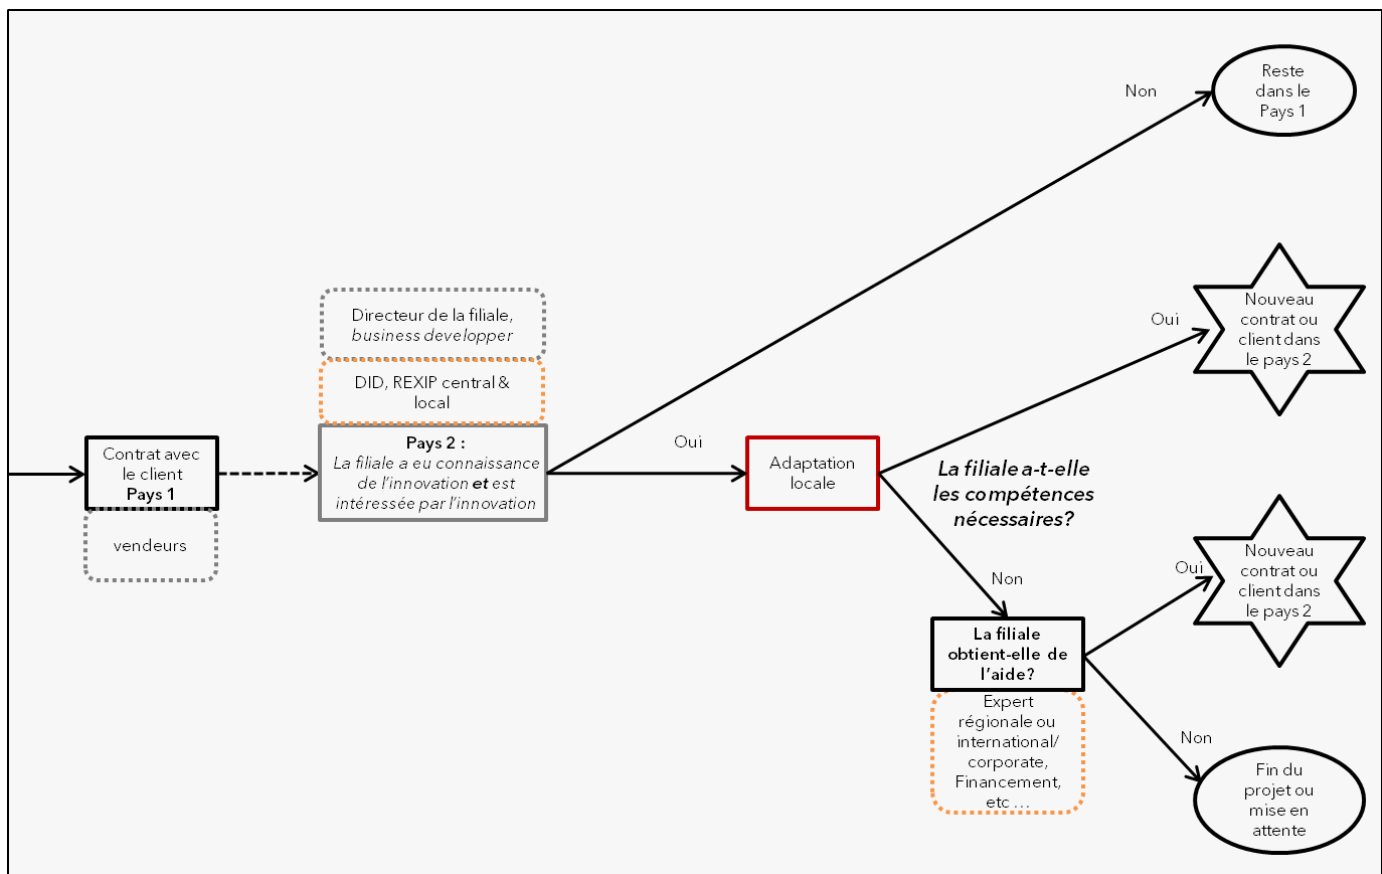 Contrat avec
le client
Pays 1
vendeurs
Directeur de la filiale,
business developper
DID, REXIP central &
local
Pays 2 :
La filiale a eu connaissance
de l'innovation et est
intéressée par l'innovation
Non
Reste
dans le
Pays 1
Oui
Adaptation
locale
La filiale a-t-elle
les compétences
nécessaires?
Oui
Nouveau
contrat ou
client dans
le pays 2
Non
La filiale
obtient-elle de
l'aide?
Expert
régionale ou
international/
corporate,
Financement,
etc ...
Oui
Nouveau
contrat ou
client dans
le pays 2
Non
Fin du
projet ou
mise en
attente